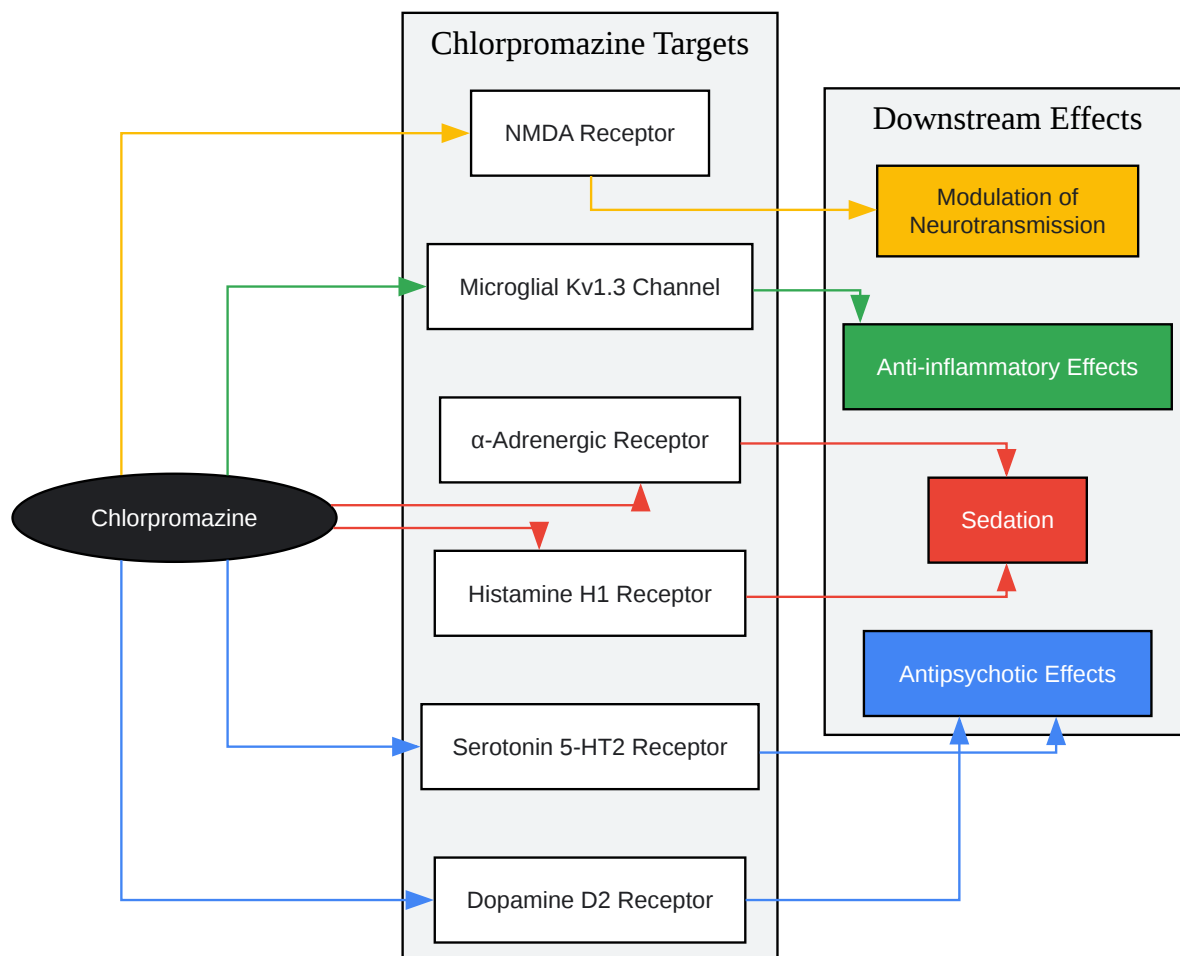 Chlorpromazine Targets
NMDA Receptor
Microglial Kv1.3 Channel
α-Adrenergic Receptor
Histamine H1 Receptor
Serotonin 5-HT2 Receptor
Dopamine D2 Receptor
Chlorpromazine
Downstream Effects
Modulation of
Neurotransmission
Anti-inflammatory Effects
Sedation
Antipsychotic Effects